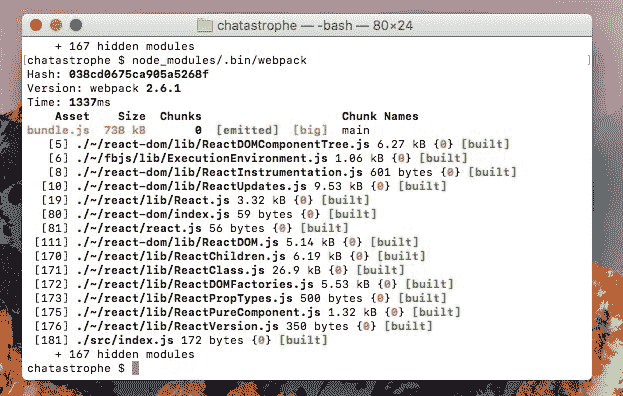 chatastrophe — -bash — 80×24
+ 167 hidden modules
[chatastrophe $ node_modules/.bin/webpack ]
Hash: 038cd0675ca905a5268f
Version: webpack 2.6.1
Time: 1337ms
Asset Size Chunks Chunk Names
bundle.js 738 kB 0 [emitted] [big] main
[5] ./~/react-dom/lib/ReactDOMComponentTree.js 6.27 kB {0} [built]
[6] ./~/fbjs/lib/ExecutionEnvironment.js 1.06 kB {0} [built]
[8] ./~/react-dom/lib/ReactInstrumentation.js 601 bytes {0} [built]
[10] ./~/react-dom/lib/ReactUpdates.js 9.53 kB {0} [built]
[19] ./~/react/lib/React.js 3.32 kB {0} [built]
[80] ./~/react-dom/index.js 59 bytes {0} [built]
[81] ./~/react/react.js 56 bytes {0} [built]
[111] ./~/react-dom/lib/ReactDOM.js 5.14 kB {0} [built]
[170] ./~/react/lib/ReactChildren.js 6.19 kB {0} [built]
[171] ./~/react/lib/ReactClass.js 26.9 kB {0} [built]
[172] ./~/react/lib/ReactDOMFactories.js 5.53 kB {0} [built]
[173] ./~/react/lib/ReactPropTypes.js 500 bytes {0} [built]
[175] ./~/react/lib/ReactPureComponent.js 1.32 kB {0} [built]
[176] ./~/react/lib/ReactVersion.js 350 bytes {0} [built]
[181] ./src/index.js 172 bytes {0} [built]
+ 167 hidden modules
chatastrophe $